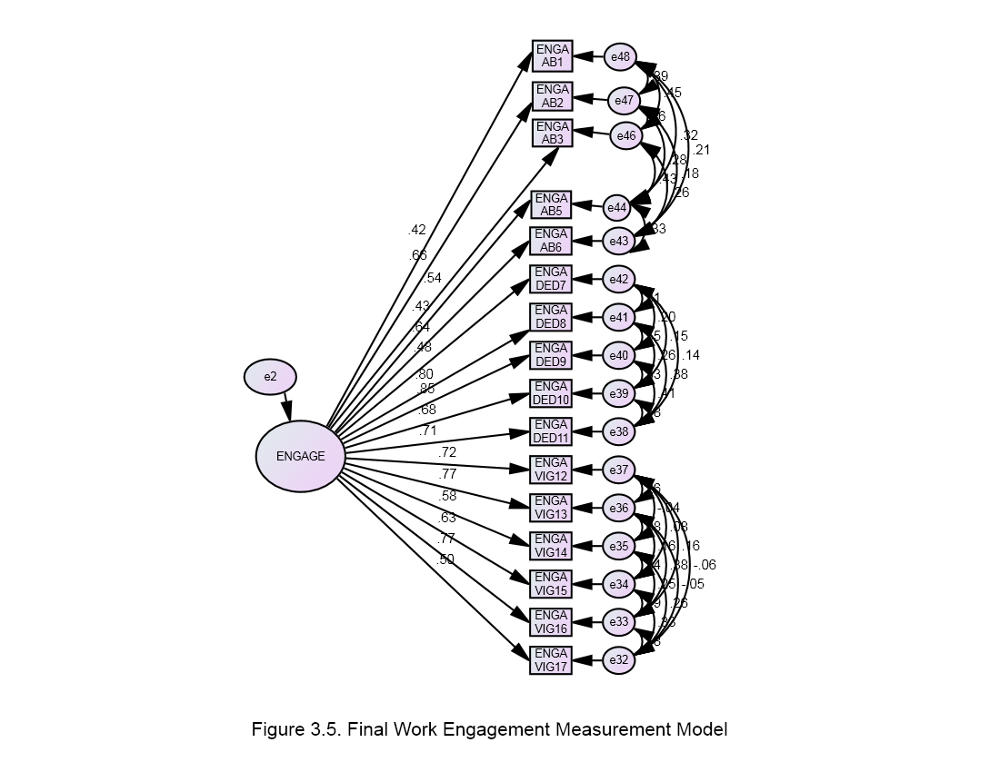 ENGA
AB1
e48
ENGA
AB2
e47
ENGA
AB3
e46
ENGA
AB5
e44
ENGA
AB6
e43
ENGA
DED7
e42
ENGA
DED8
e41
ENGA
DED9
e40
ENGA
DED10
e39
ENGA
DED11
e38
ENGA
VIG12
e37
ENGA
VIG13
e36
ENGA
VIG14
e35
ENGA
VIG15
e34
ENGA
VIG16
e33
ENGA
VIG17
e32
e2
ENGAGE
.42
.66
.54
.43
.64
.48
.80
.85
.68
.71
.72
.77
.58
.63
.77
.50
.45
.32
.21
.28
.18
.43
.26
.20
.15
.26
.14
.38
.41
-.04
.08
.16
.16
.38
-.06
.25
-.05
.26
.33
Figure 3.5. Final Work Engagement Measurement Model